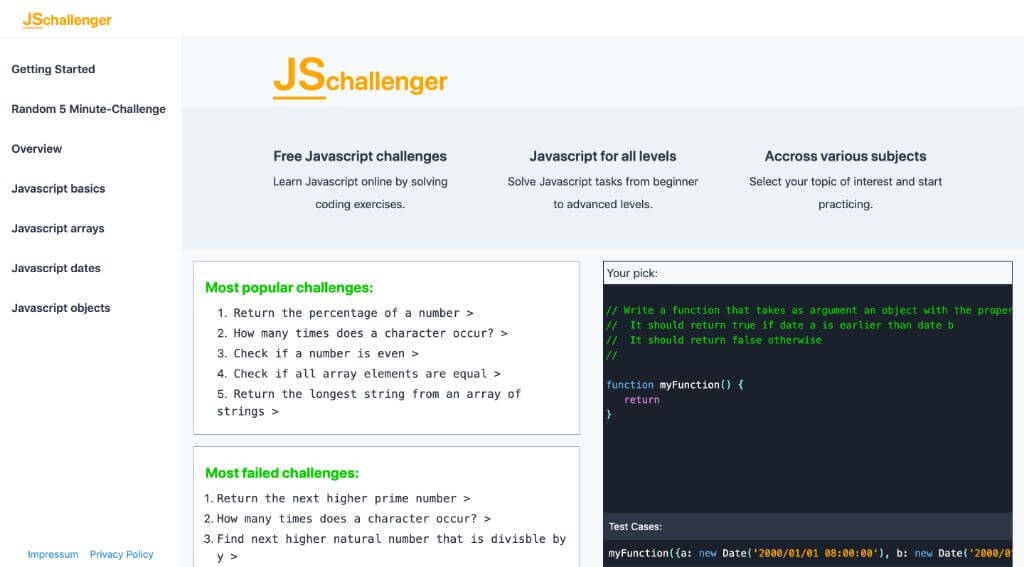 JSchallenger
Getting Started
Random 5 Minute-Challenge
Overview
Javascript basics
Javascript arrays
Javascript dates
Javascript objects
Impressum Privacy Policy
JSchallenger
Free Javascript challenges
Learn Javascript online by solving
coding exercises.
Javascript for all levels
Solve Javascript tasks from beginner
to advanced levels.
Accross various subjects
Select your topic of interest and start
practicing.
Most popular challenges:
1. Return the percentage of a number >
2. How many times does a character occur? >
3. Check if a number is even >
4. Check if all array elements are equal >
5. Return the longest string from an array of
strings >
Most failed challenges:
1. Return the next higher prime number >
2. How many times does a character occur? >
3. Find next higher natural number that is divisble by
y >
Your pick:
// Write a function that takes as argument an object with the proper
//  It should return true if date a is earlier than date b
//  It should return false otherwise
//
function myFunction() {
return
}
Test Cases:
myFunction({a: new Date('2000/01/01 08:00:00'), b: new Date('2000/0